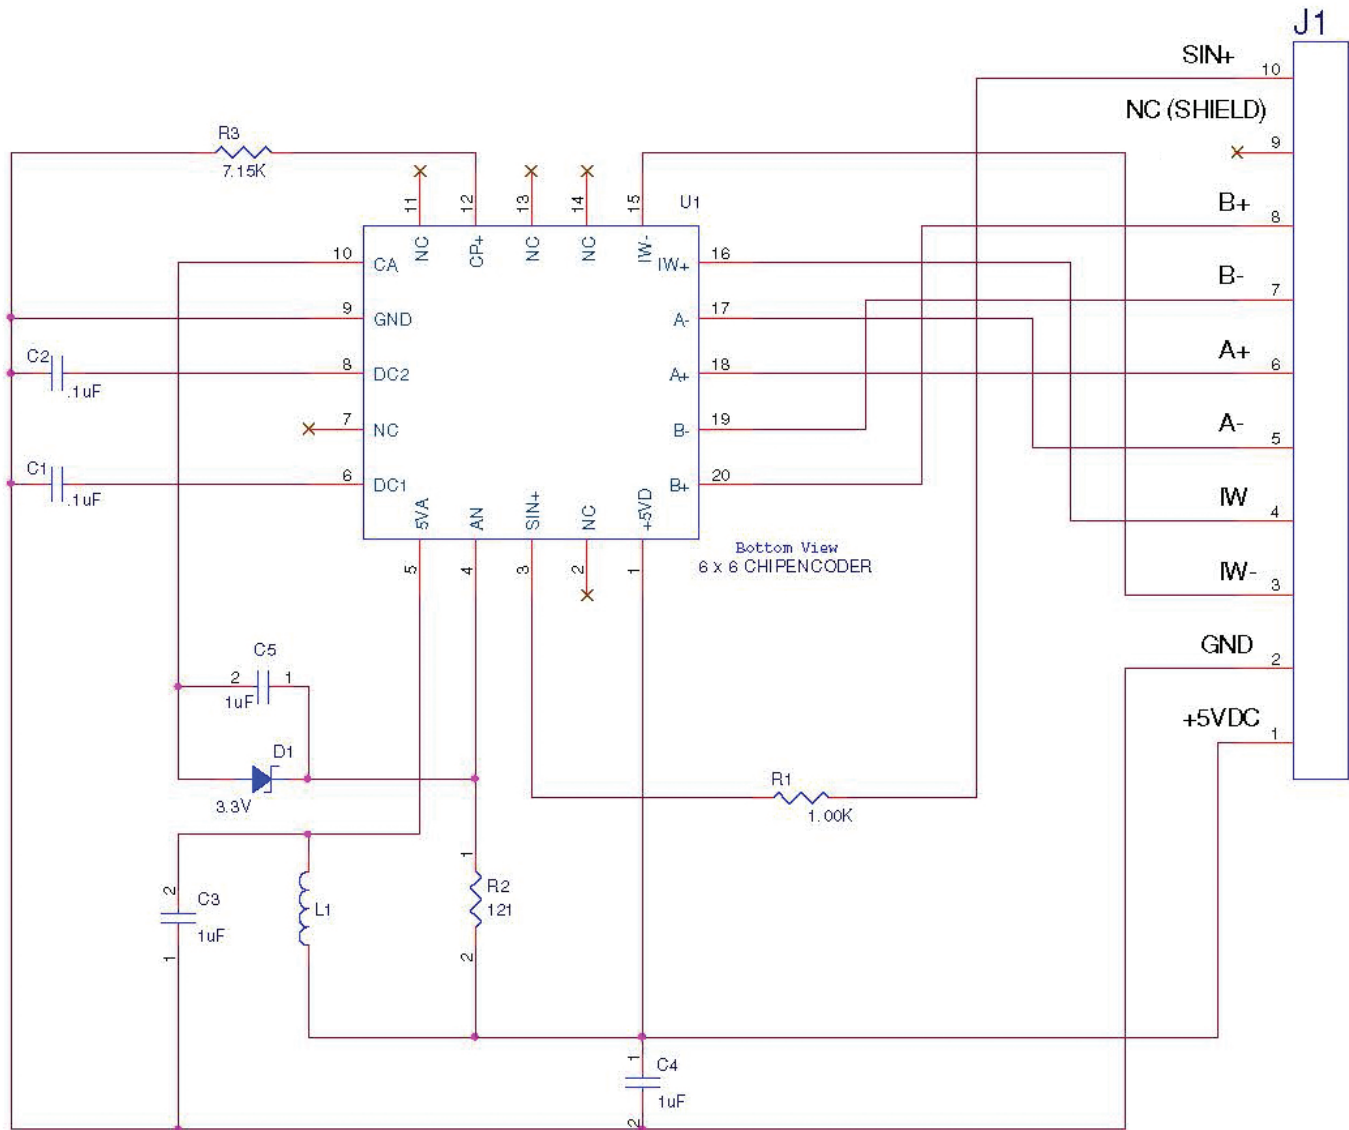 J1
SIN+
10
NC (SHIELD)
9
R3
7.15K
B+
8
11
12
13
14
15
U1
NC
CP+
NC
NC
IW-
10
CA
IW+
16
B-
7
9
GND
A-
17
C2
.1uF
8
DC2
A+
18
A+
6
7
NC
B-
19
A-
5
C1
.1uF
6
DC1
B+
20
5VA
AN
SIN+
NC
+5VD
IW
4
Bottom View
6 X 6 CHIPENCODER
5
4
3
2
1
IW-
3
GND
2
C5
2
1
1uF
+5VDC
1
D1
3.3V
R1
1.00K
2
C3
1uF
1
L1
1
R2
121
2
1
C4
1uF
2